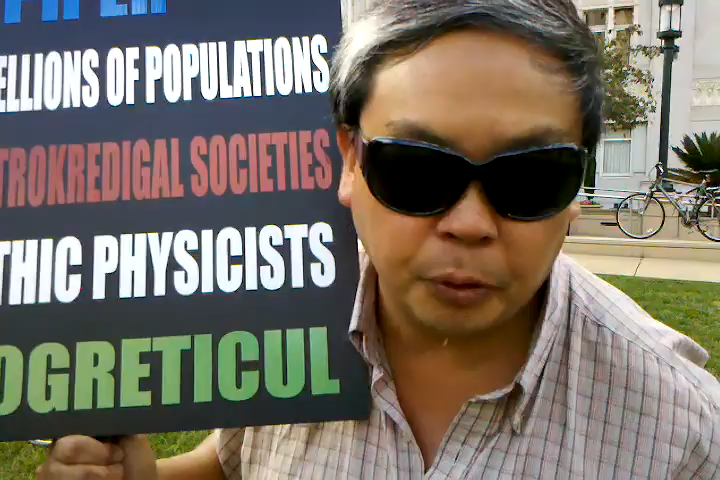 ELLIONS OF POPULATIONS
TROKREDIGAL SOCIETIES
THIC PHYSICISTS
OGRETICUL